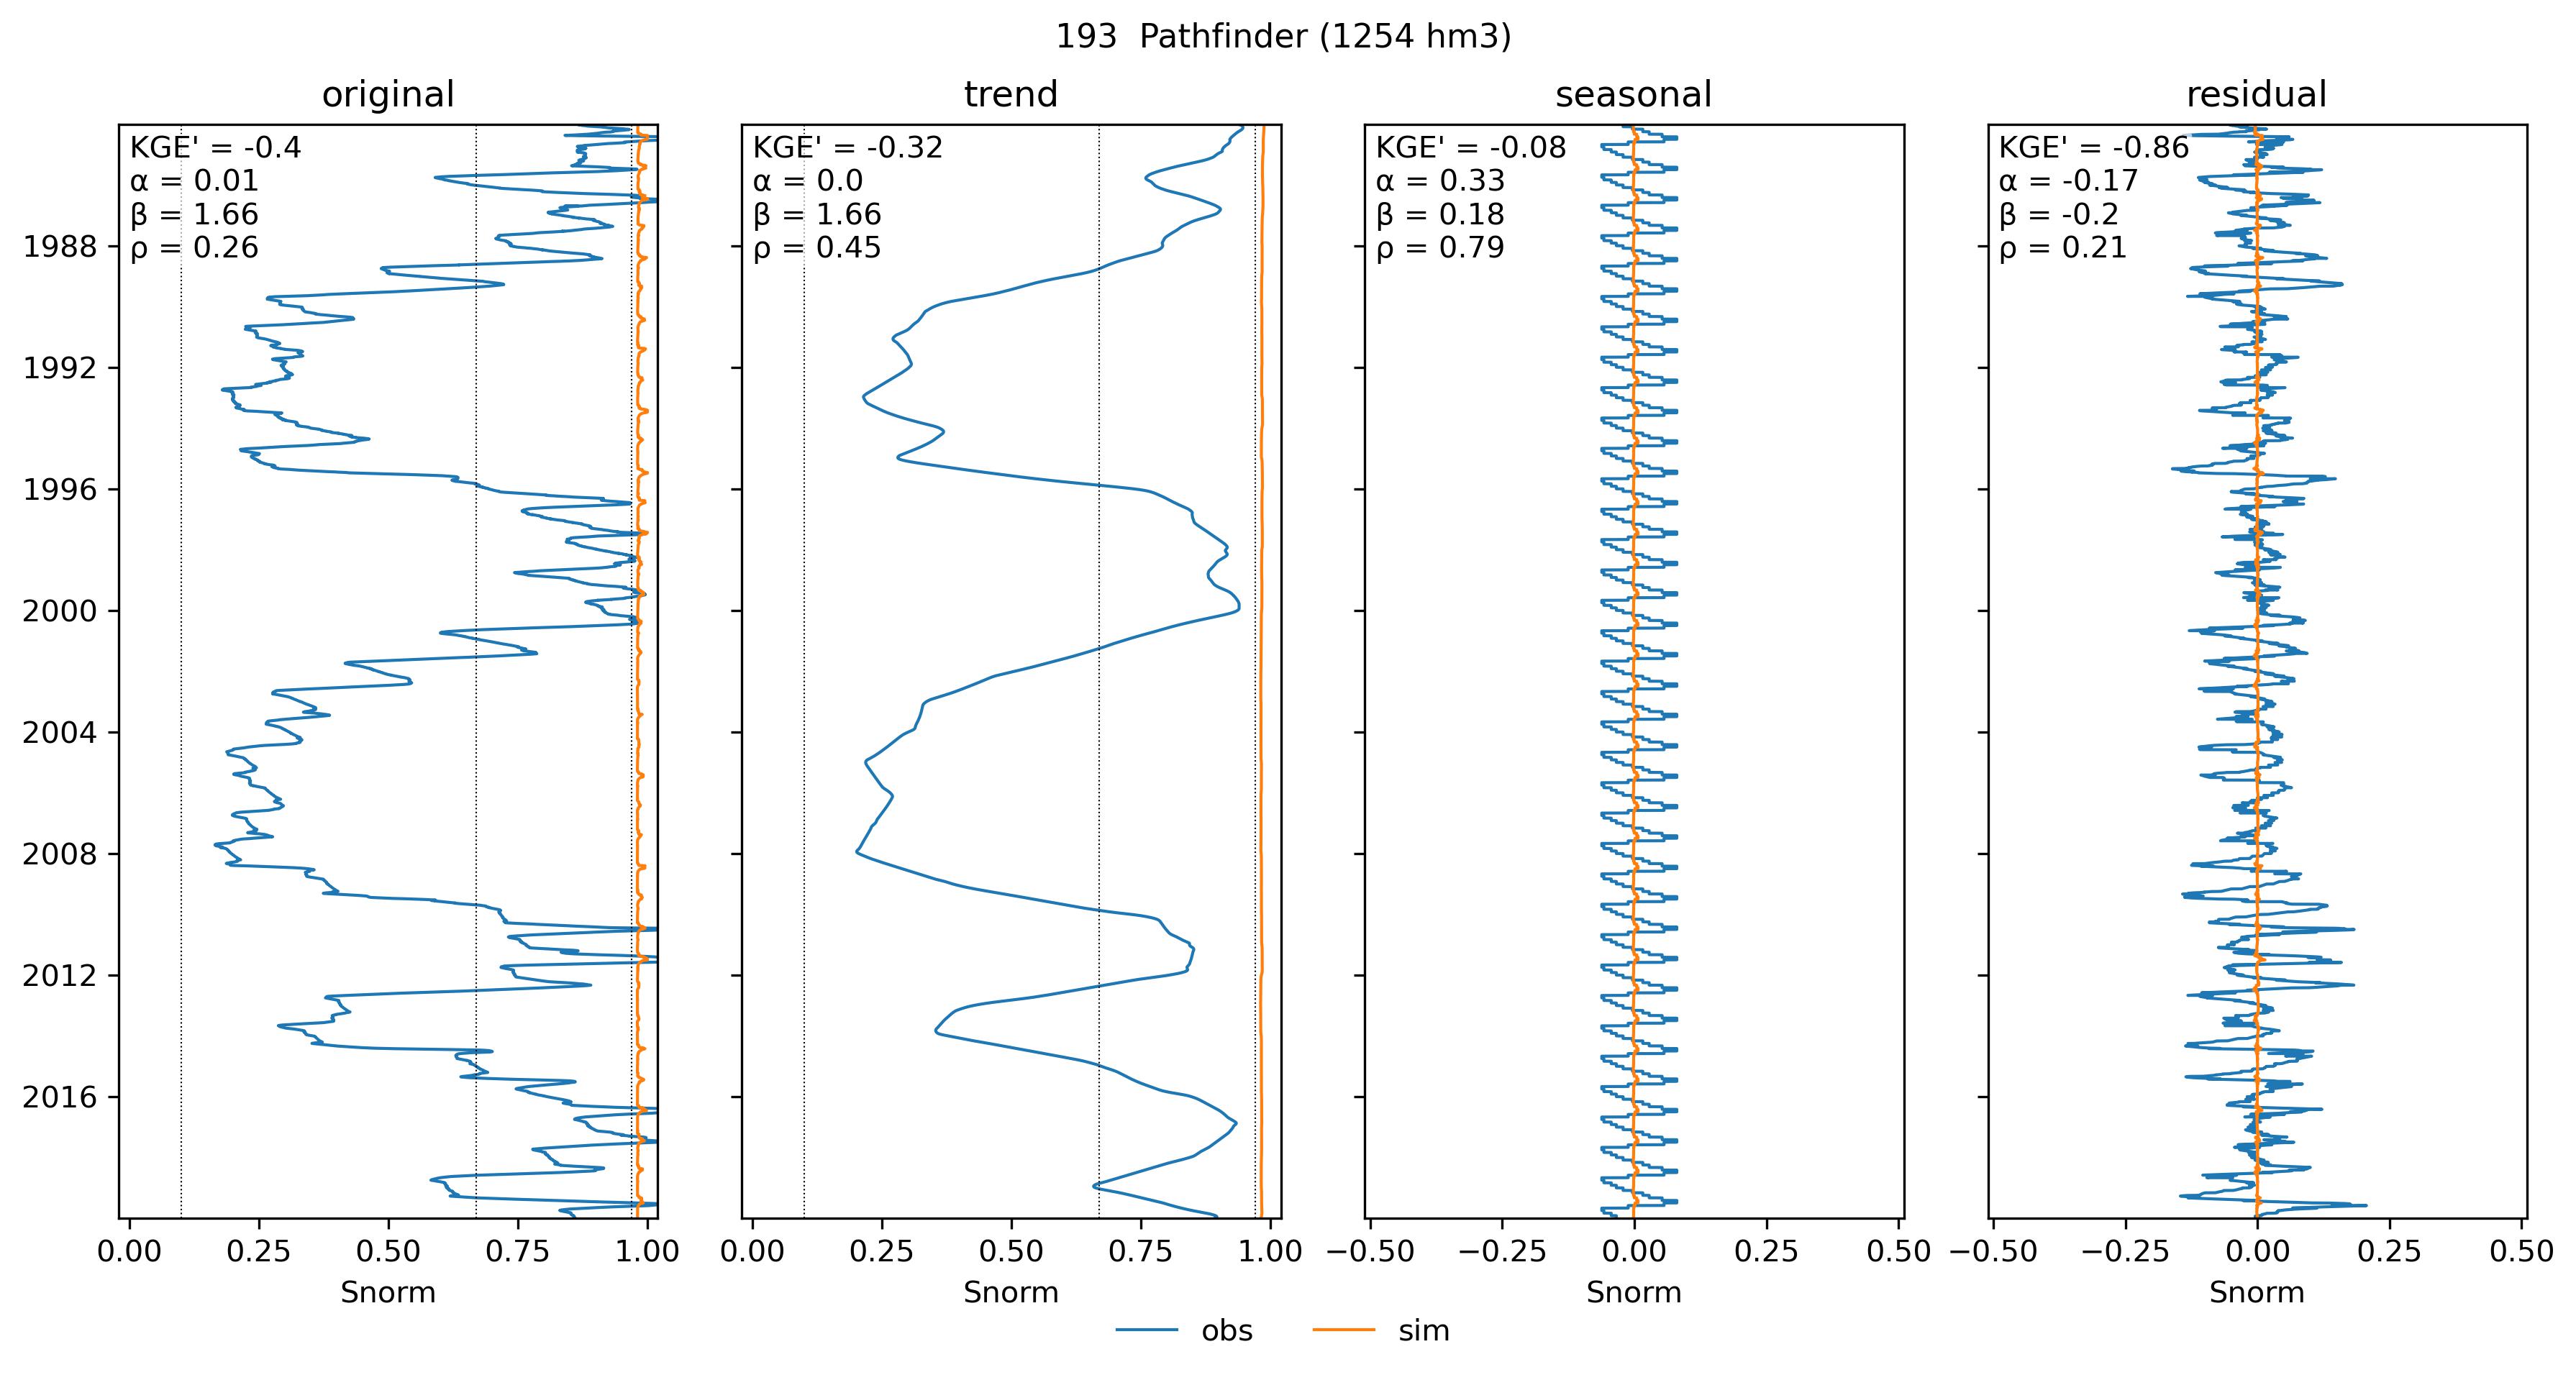 193  Pathfinder (1254 hm3)
original
KGE' = -0.4
α = 0.01
β = 1.66
ρ = 0.26
1988
1992
1996
2000
2004
2008
2012
2016
0.00 0.25 0.50 0.75 1.00
Snorm
trend
KGE' = -0.32
α = 0.0
β = 1.66
ρ = 0.45
0.00 0.25 0.50 0.75 1.00
Snorm
seasonal
KGE' = -0.08
α = 0.33
β = 0.18
ρ = 0.79
−0.50 −0.25 0.00 0.25 0.50
Snorm
residual
KGE' = -0.86
α = -0.17
β = -0.2
ρ = 0.21
−0.50 −0.25 0.00 0.25 0.50
Snorm
obs sim